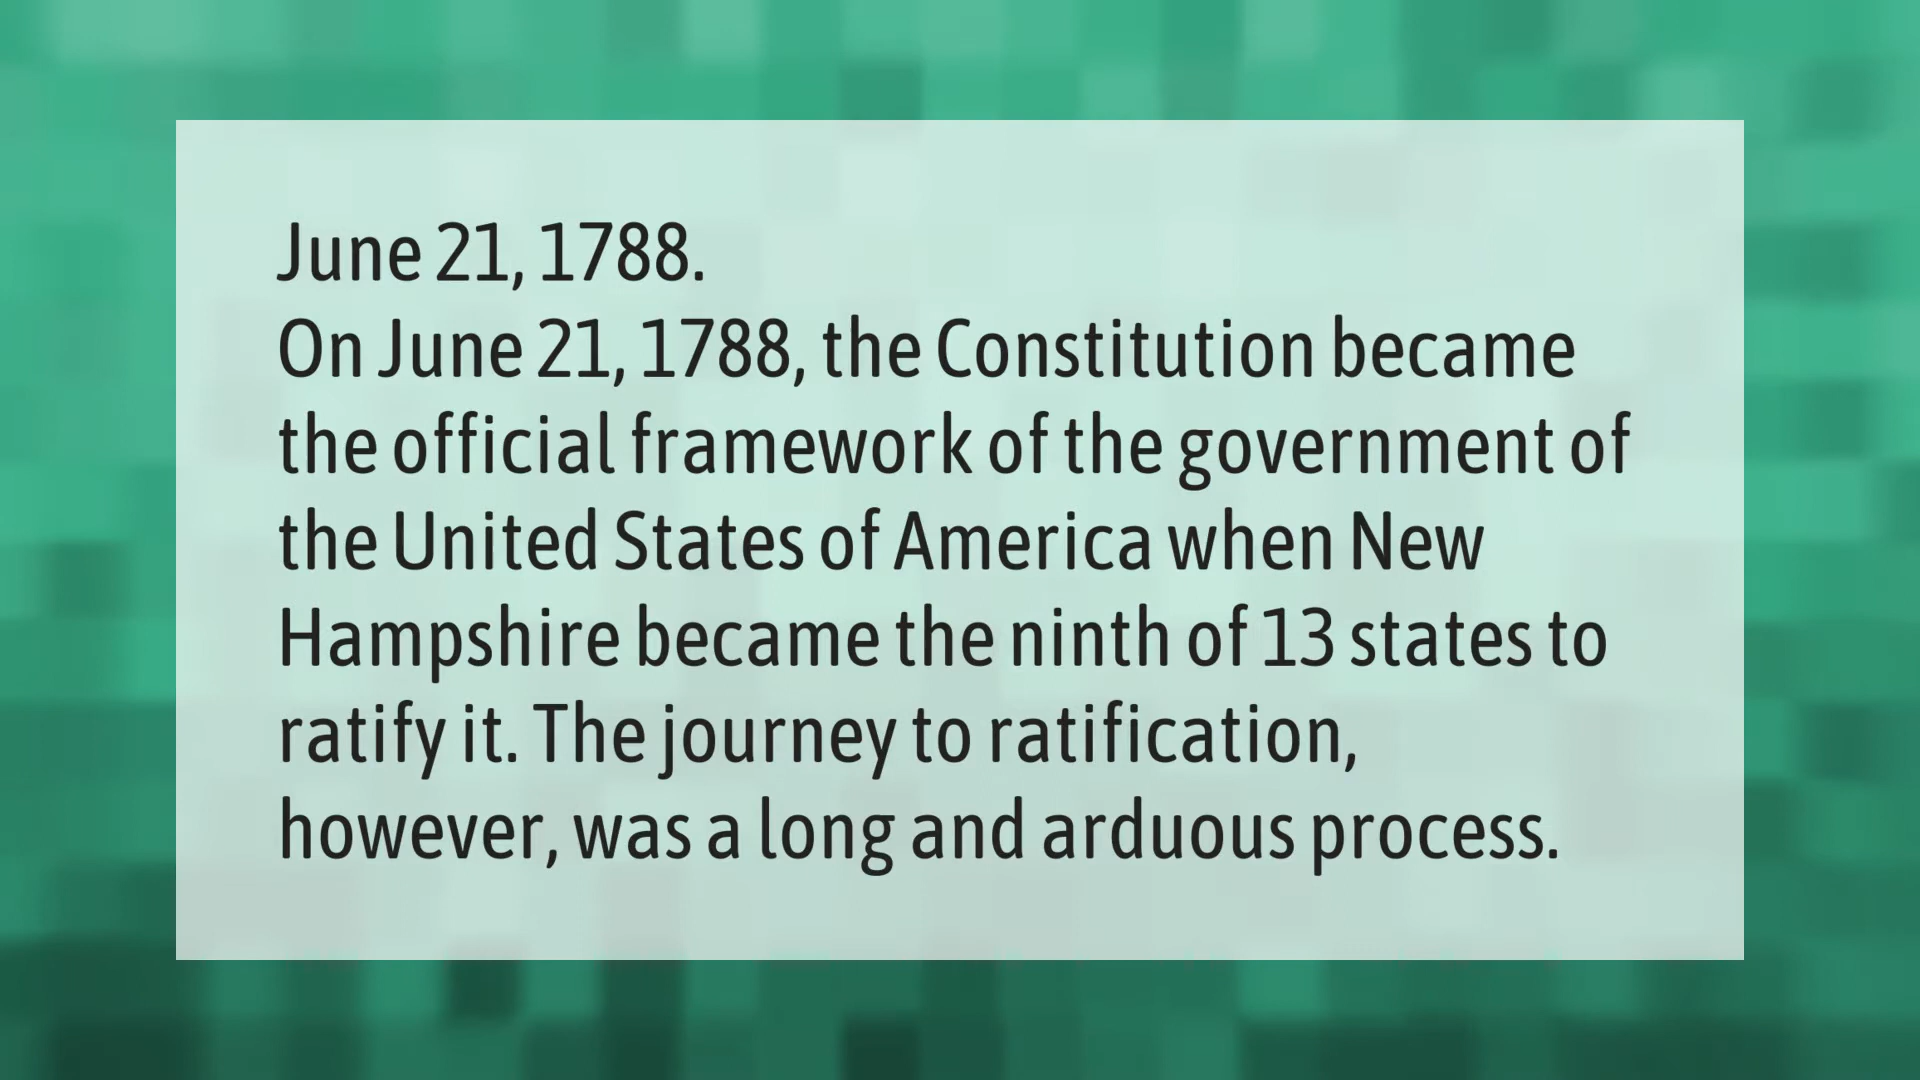 June 21, 1788.
On June 21, 1788, the Constitution became
the official framework of the government of
the United States of America when New
Hampshire became the ninth of 13 states to
ratify it. The journey to ratification,
however, was a long and arduous process.